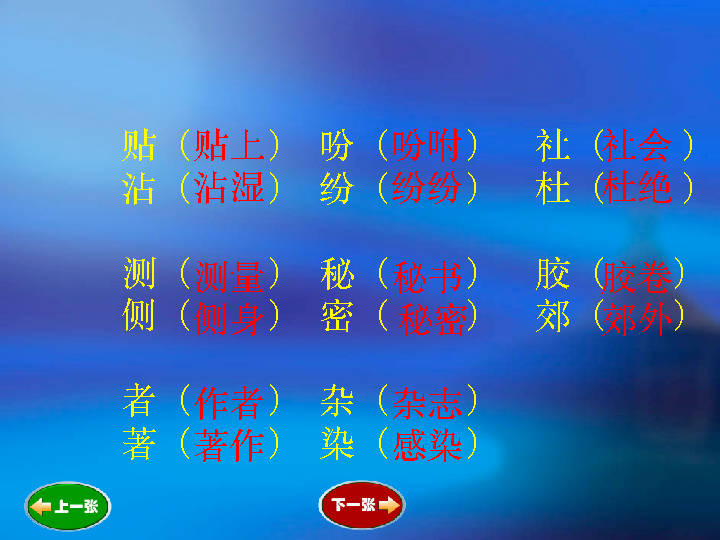 贴（贴上） 吩（吩咐） 社（社会）
沾（沾湿） 纷（纷纷） 杜（杜绝）
测（测量） 秘（秘书） 胶（胶卷）
侧（侧身） 密（秘密） 郊（郊外）
者（作者） 杂（杂志）
著（著作） 染（感染）
上一张 下一张